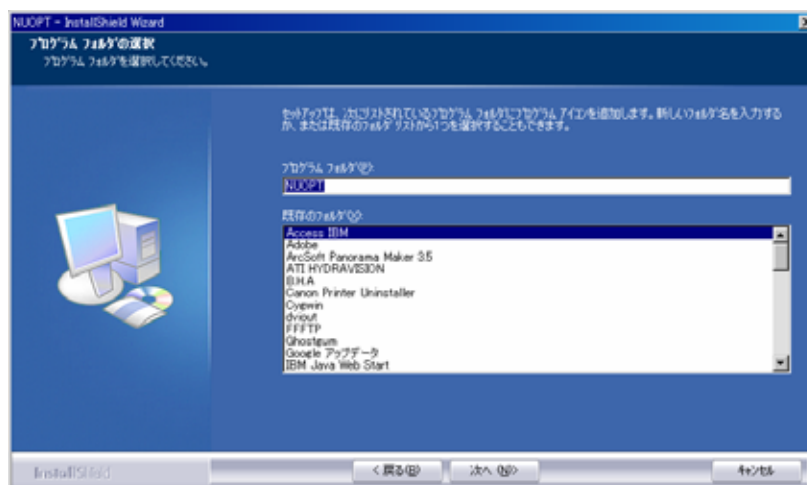 NUOPT - InstallShield Wizard
プログラム フォルダの選択
プログラム フォルダを選択してください。
セットアップは、次にリストされているプログラム フォルダにプログラム アイコンを追加します。新しいフォルダ名を入力する
か、または既存のフォルダ リストから1つを選択することもできます。
プログラム フォルダ(P):
NUOPT
既存のフォルダ(X):
Access IBM
Adobe
ArcSoft Panorama Maker 3.5
ATI HYDRAVISION
B.H.A
Canon Printer Uninstaller
Cygwin
dviout
FFFTP
Ghostgum
Google アップデータ
IBM Java Web Start
InstallShield
< 戻る(B)
次へ (N)>
キャンセル